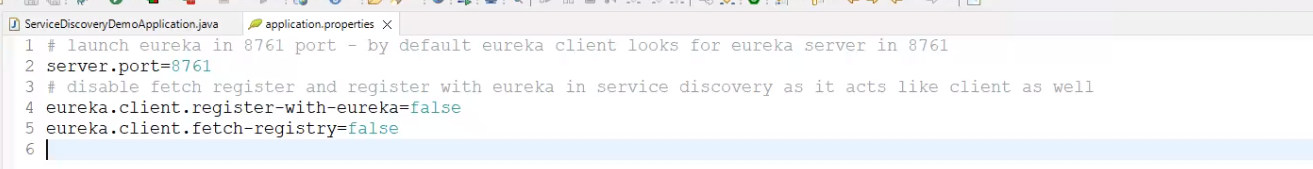 ServiceDiscoveryDemoApplication.java application.properties
1 # launch eureka in 8761 port - by default eureka client looks for eureka server in 8761
2 server.port=8761
3 # disable fetch register and register with eureka in service discovery as it acts like client as well
4 eureka.client.register-with-eureka=false
5 eureka.client.fetch-registry=false
6